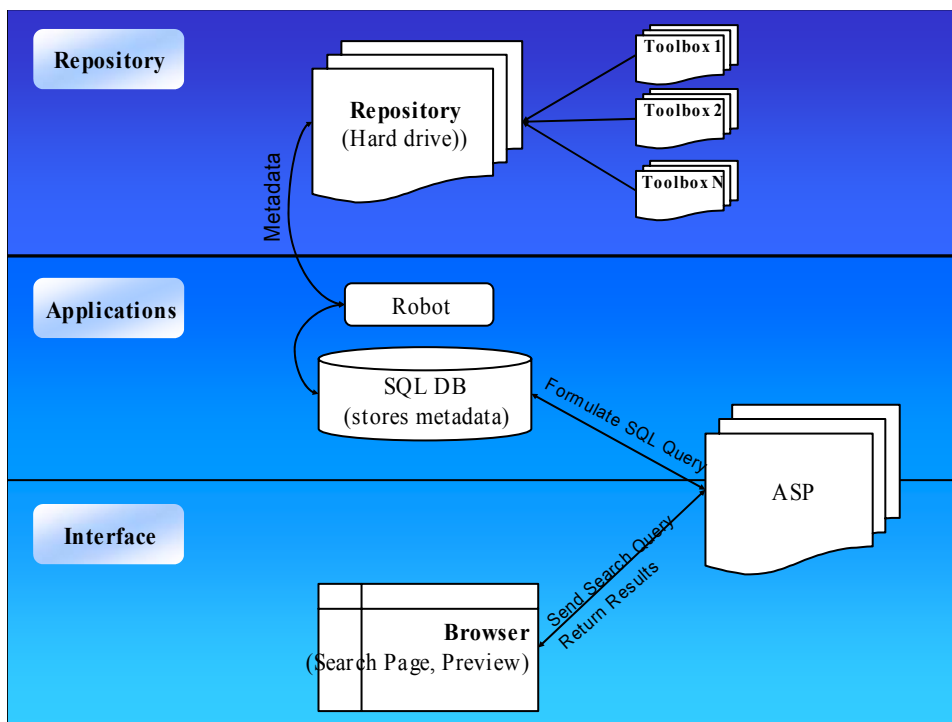 Repository
Repository
(Hard drive))
Toolbox 1
Toolbox 2
Toolbox N
Metadata
Applications
Robot
SQL DB
(stores metadata)
Formulate SQL Query
ASP
Interface
Send Search Query
Return Results
Browser
(Search Page, Preview)